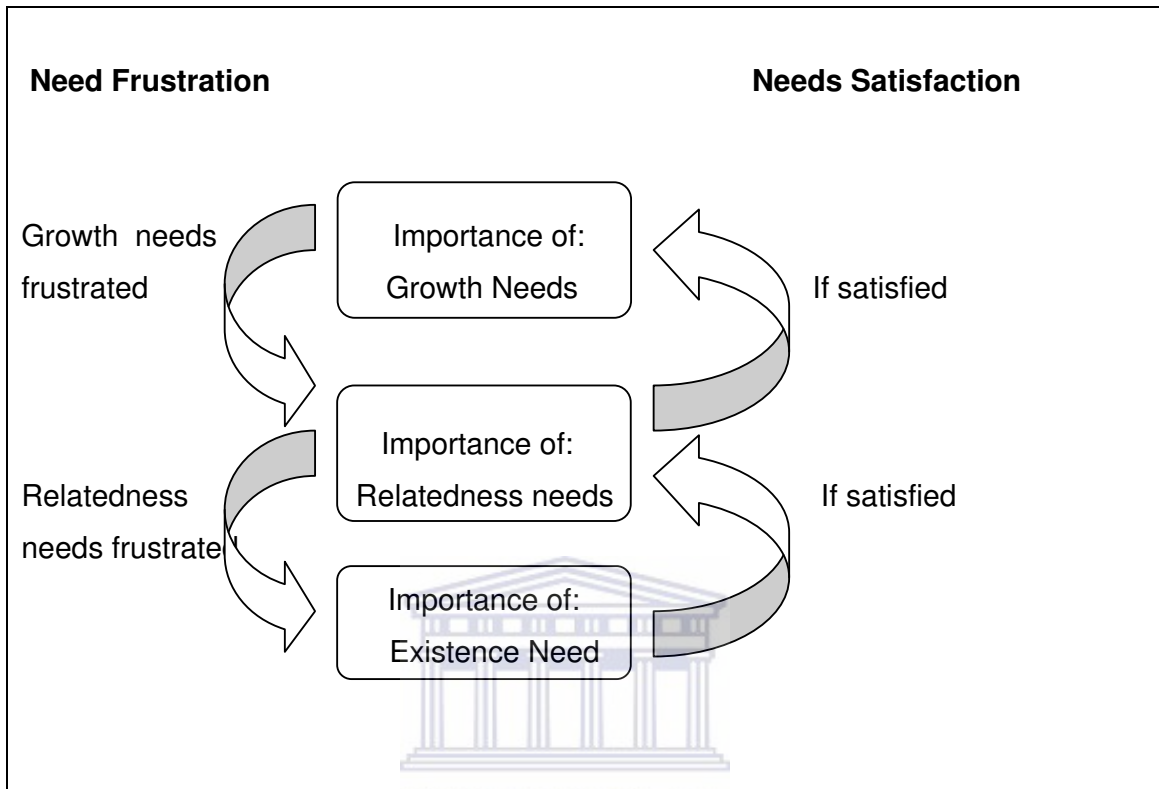 Need Frustration
Needs Satisfaction
Growth needs
frustrated
Importance of:
Growth Needs
If satisfied
Relatedness
needs frustrated
Importance of:
Relatedness needs
If satisfied
Importance of:
Existence Need